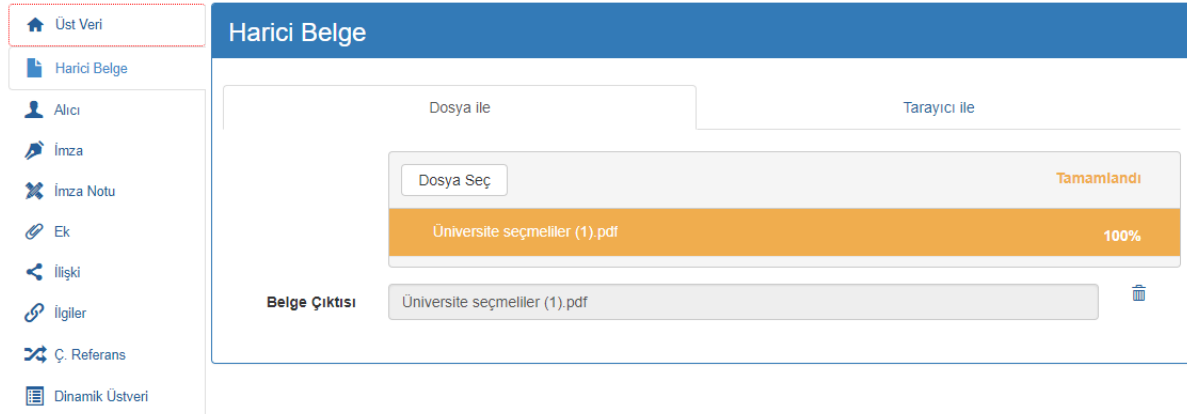 Üst Veri
Harici Belge
Alıcı
İmza
İmza Notu
Ek
İlişki
İlgiler
Ç. Referans
Dinamik Üstveri
Harici Belge
Dosya ile
Tarayıcı ile
Dosya Seç
Tamamlandı
Üniversite seçmeliler (1).pdf
100%
Belge Çıktısı
Üniversite seçmeliler (1).pdf